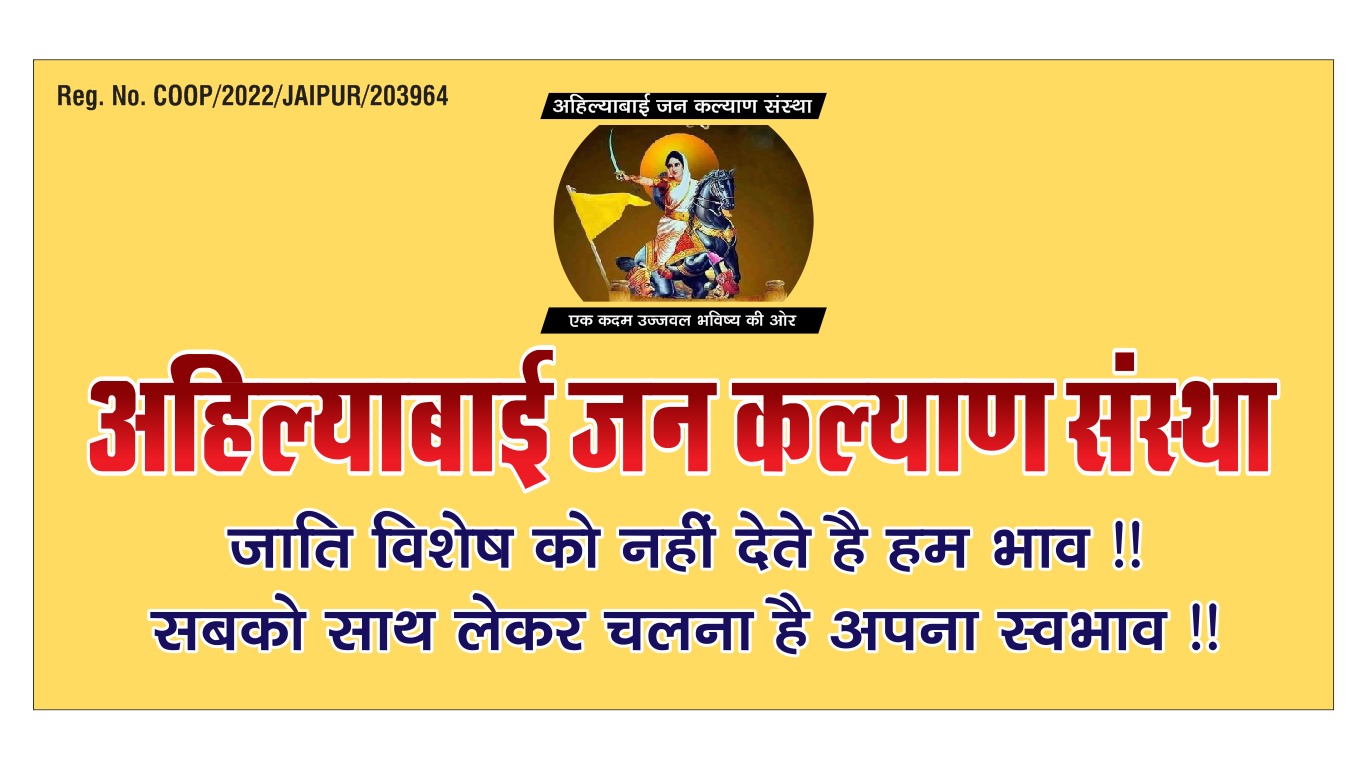 Reg. No. COOP/2022/JAIPUR/203964
अहिल्याबाई जन कल्याण संस्था
एक कदम उज्जवल भविष्य की ओर
अहिल्याबाई जन कल्याण संस्था
जाति विशेष को नहीं देते है हम भाव !!
सबको साथ लेकर चलना है अपना स्वभाव !!